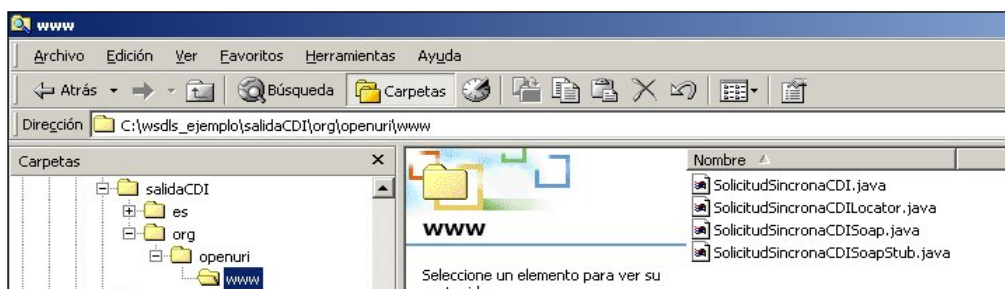 www
Archivo Edición Ver Favoritos Herramientas Ayuda
Atrás Búsqueda Carpetas
Dirección C:\wsdls_ejemplo\salidaCDI\org\openuri\www
Carpetas
salidaCDI
es
org
openuri
www
www
Seleccione un elemento para ver su
Nombre
SolicitudSincronaCDI.java
SolicitudSincronaCDILocator.java
SolicitudSincronaCDISoap.java
SolicitudSincronaCDISoapStub.java